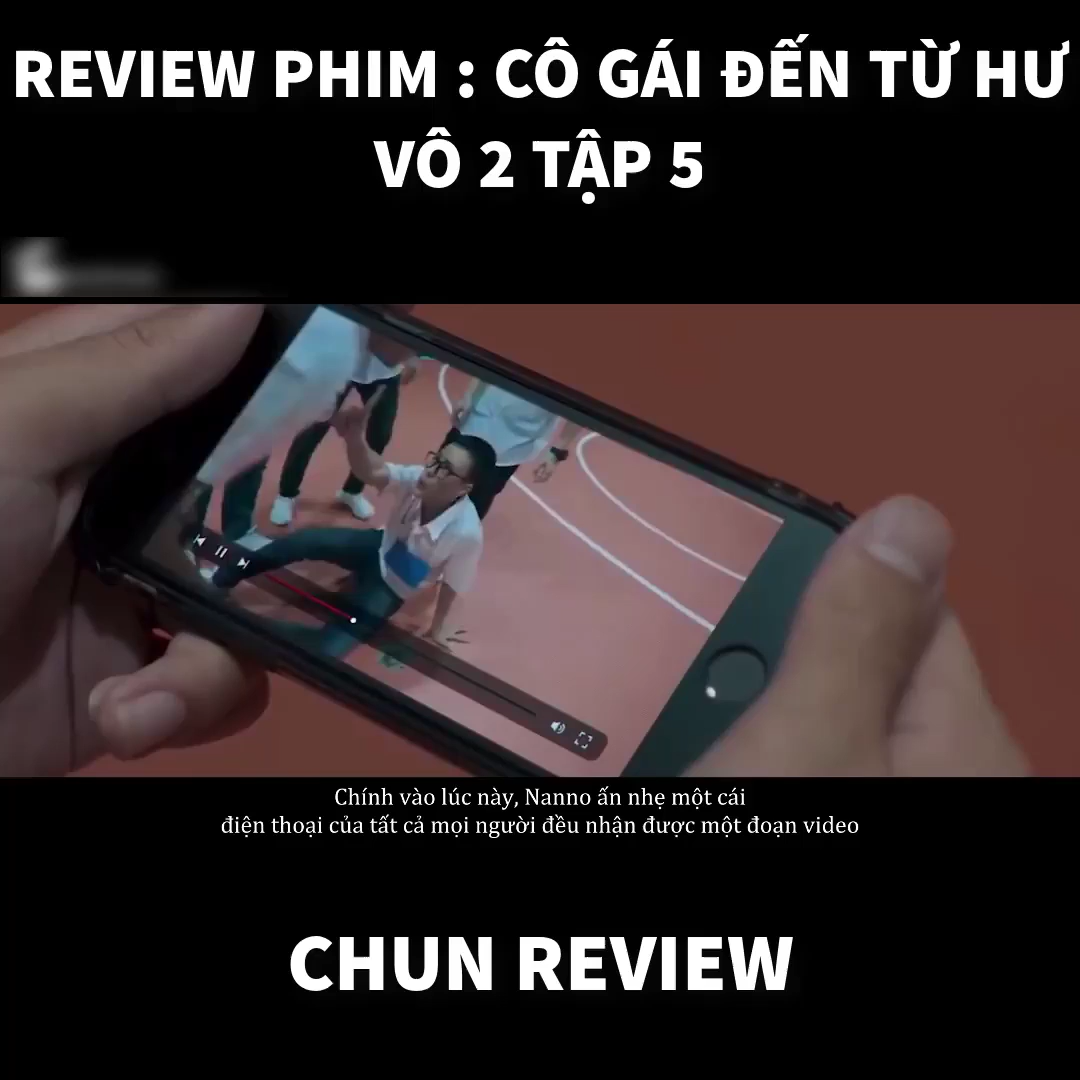 REVIEW PHIM : CÔ GÁI ĐẾN TỪ HƯ
VÔ 2 TẬP 5
Chính vào lúc này, Nanno ấn nhẹ một cái
điện thoại của tất cả mọi người đều nhận được một đoạn video
CHUN REVIEW